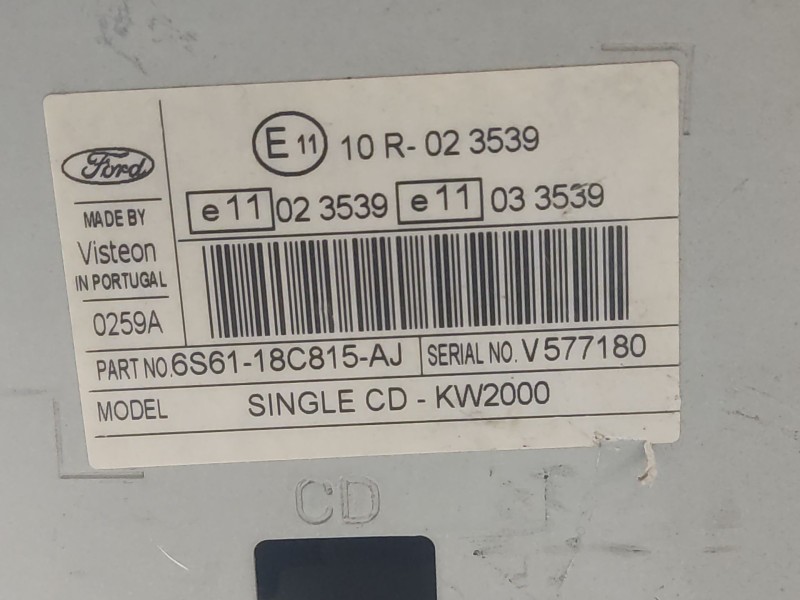 E 11 10 R- 02 3539
Ford
e 11 02 3539 e 11 03 3539
MADE BY
Visteon
IN PORTUGAL
0259A
PART NO. 6S61-18C815-AJ SERIAL NO. V577180
MODEL SINGLE CD - KW2000
CD